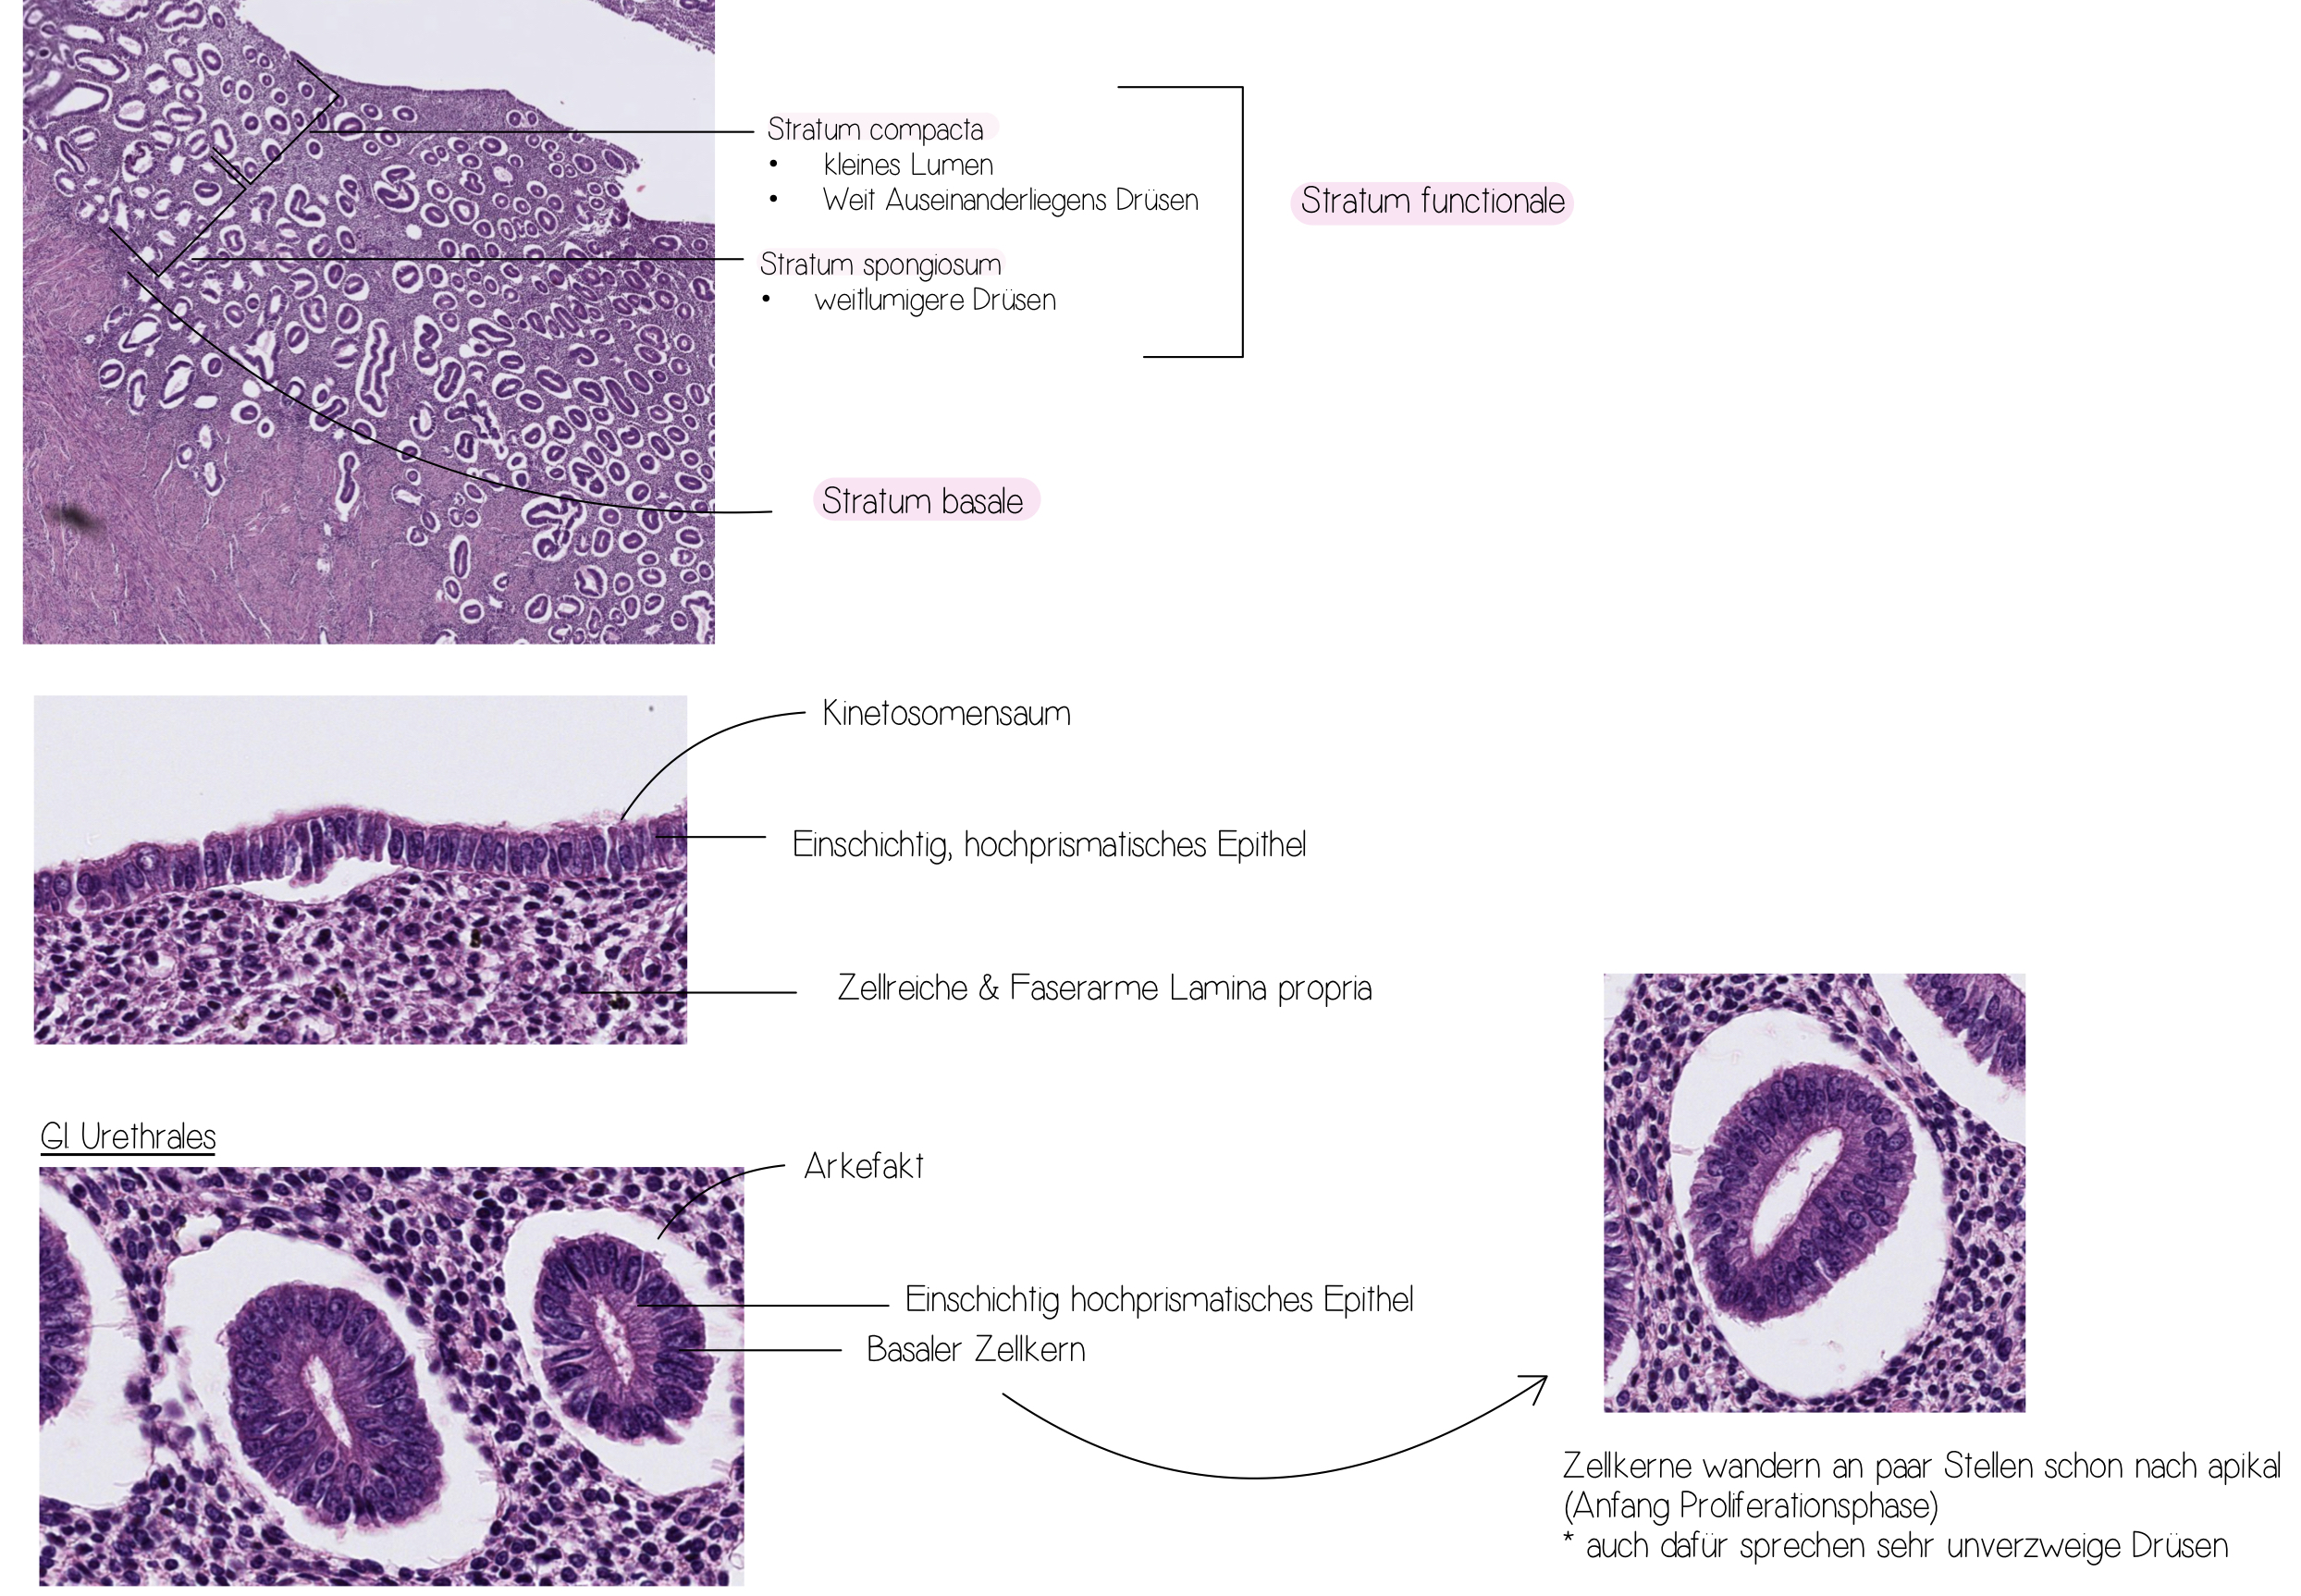 Stratum compacta
• kleines Lumen
• Weit Auseinanderliegens Drüsen
Stratum functionale
Stratum spongiosum
• weitlumigere Drüsen
Stratum basale
Kinetosomensaum
Einschichtig, hochprismatisches Epithel
Zellreiche & Faserarme Lamina propria
Gl. Urethrales
Arkefakt
Einschichtig hochprismatisches Epithel
Basaler Zellkern
Zellkerne wandern an paar Stellen schon nach apikal
(Anfang Proliferationsphase)
* auch dafür sprechen sehr unverzweige Drüsen